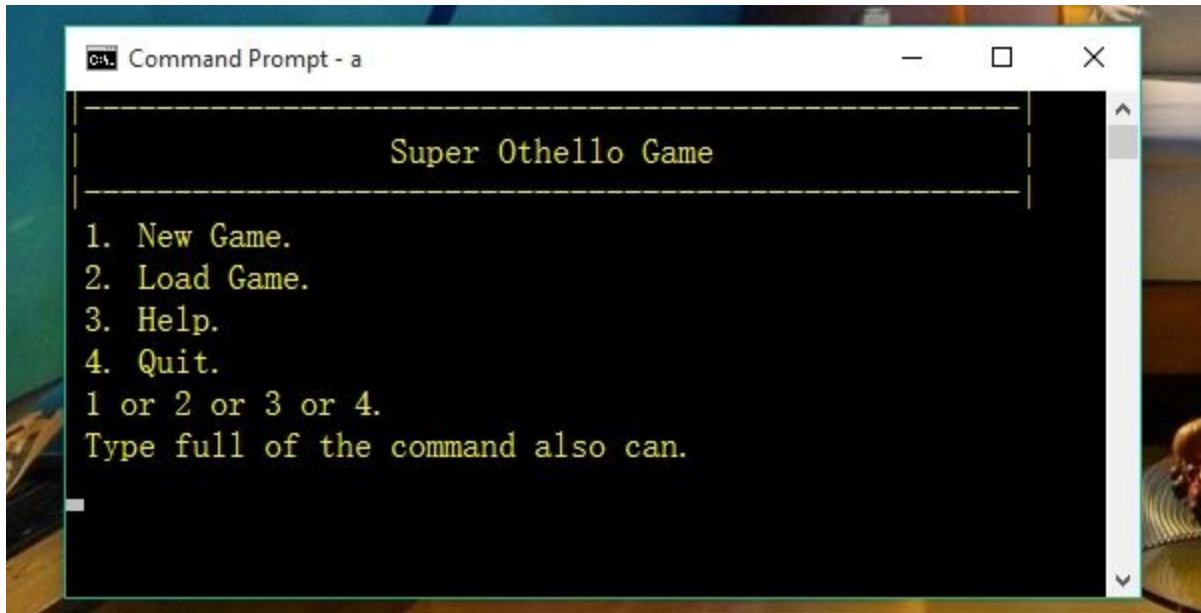 Command Prompt - a
|----------------------------------------------------|
| Super Othello Game |
|----------------------------------------------------|
1. New Game.
2. Load Game.
3. Help.
4. Quit.
1 or 2 or 3 or 4.
Type full of the command also can.